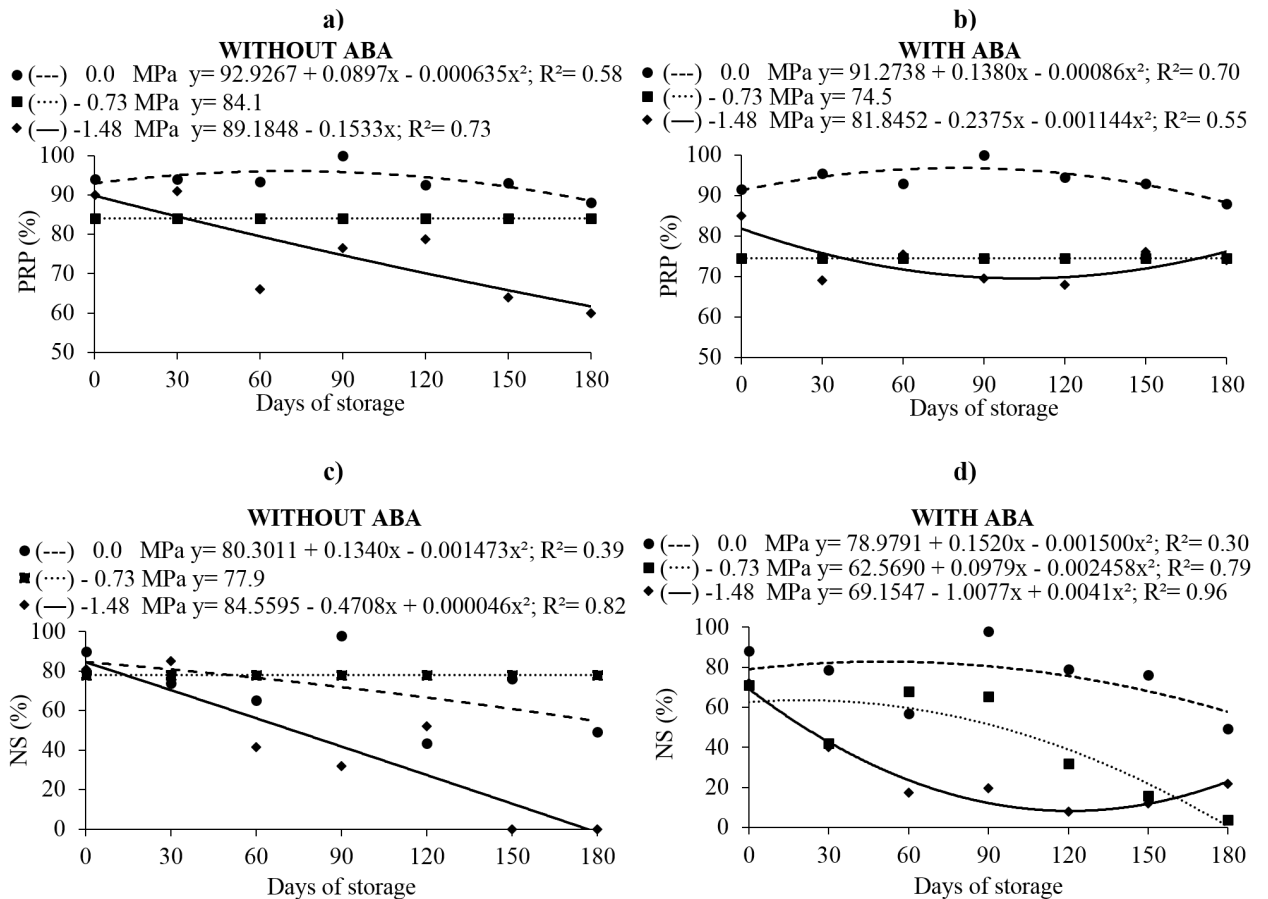 a)
WITHOUT ABA
● (---) 0.0 MPa y= 92.9267 + 0.0897x - 0.000635x²; R²= 0.58
■ (·····) - 0.73 MPa y= 84.1
◆ (—) -1.48 MPa y= 89.1848 - 0.1533x; R²= 0.73
100
90
80
70
60
50
PRP (%)
0 30 60 90 120 150 180
Days of storage
b)
WITH ABA
● (---) 0.0 MPa y= 91.2738 + 0.1380x - 0.00086x²; R²= 0.70
■ (·····) - 0.73 MPa y= 74.5
◆ (—) -1.48 MPa y= 81.8452 - 0.2375x - 0.001144x²; R²= 0.55
100
90
80
70
60
50
PRP (%)
0 30 60 90 120 150 180
Days of storage
c)
WITHOUT ABA
● (---) 0.0 MPa y= 80.3011 + 0.1340x - 0.001473x²; R²= 0.39
■ (·····) - 0.73 MPa y= 77.9
◆ (—) -1.48 MPa y= 84.5595 - 0.4708x + 0.000046x²; R²= 0.82
100
80
60
40
20
0
NS (%)
0 30 60 90 120 150 180
Days of storage
d)
WITH ABA
● (---) 0.0 MPa y= 78.9791 + 0.1520x - 0.001500x²; R²= 0.30
■ (·····) - 0.73 MPa y= 62.5690 + 0.0979x - 0.002458x²; R²= 0.79
◆ (—) -1.48 MPa y= 69.1547 - 1.0077x + 0.0041x²; R²= 0.96
100
80
60
40
20
0
NS (%)
0 30 60 90 120 150 180
Days of storage